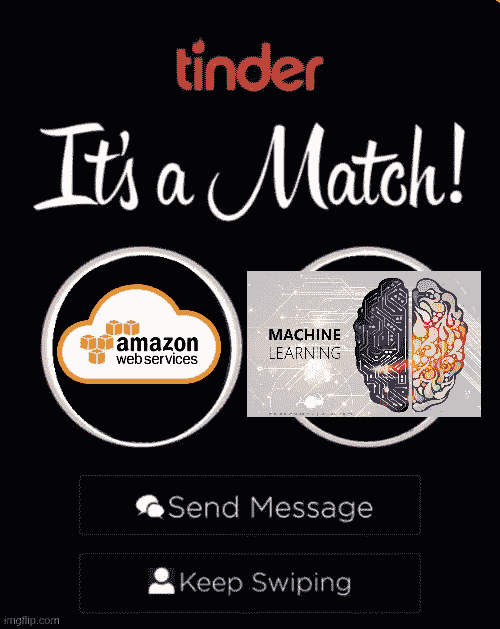 tinder
It's a Match!
amazon
webservices
MACHINE
LEARNING
Send Message
Keep Swiping
imgflip.com